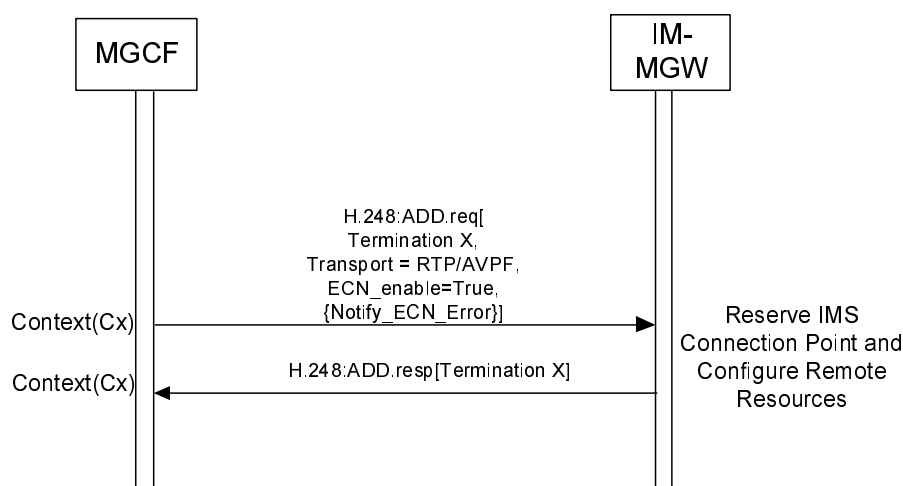 MGCF
IM-
MGW
H.248:ADD.req[
Termination X,
Transport = RTP/AVPF,
ECN_enable=True,
{Notify_ECN_Error}]
Context(Cx)
Reserve IMS
Connection Point and
Configure Remote
Resources
H.248:ADD.resp[Termination X]
Context(Cx)